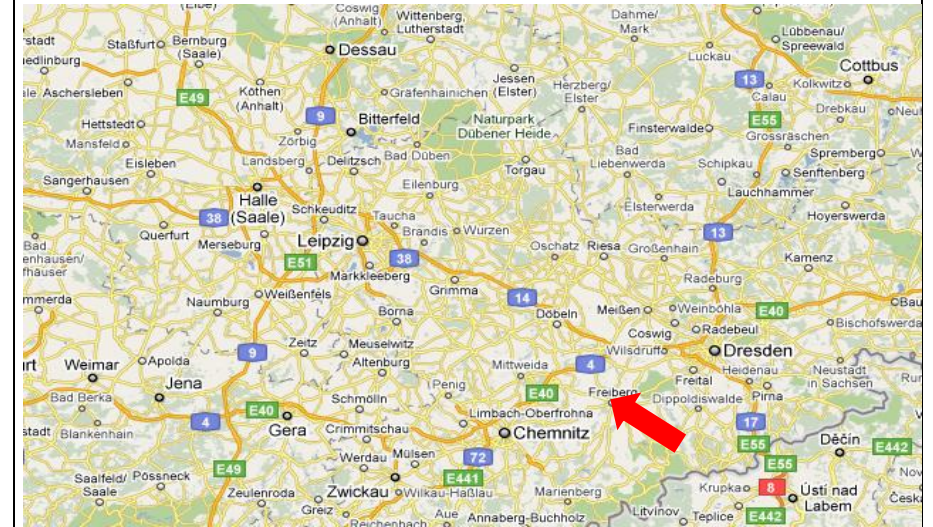 (Elbe)
Coswig
(Anhalt)
Wittenberg,
Lutherstadt
Dahme/
Mark
Lübbenau/
Spreewald
Staßfurt
Bernburg
(Saale)
Dessau
Luckau
Cottbus
Aschersleben
E49
Köthen
(Anhalt)
Gräfenhainichen
Jessen
(Elster)
Herzberg/
Elster
13
Calau
Kolkwitz
Drebkau
Hettstedt
9
Bitterfeld
Naturpark
Dübener Heide
Finsterwalde
E55
Großräschen
Mansfeld
Zörbig
Eisleben
Landsberg
Delitzsch
Bad Düben
Torgau
Bad
Liebenwerda
Schipkau
Spremberg
Senftenberg
Sangerhausen
Halle
(Saale)
Eilenburg
Lauchhammer
38
Schkeuditz
Taucha
Elsterwerda
Hoyerswerda
Querfurt
Merseburg
Leipzig
Brandis
Wurzen
Oschatz
Riesa
Großenhain
13
Bad
E51
38
Kamenz
Markkleeberg
Grimma
Radeburg
Naumburg
Weißenfels
14
Borna
Döbeln
Meißen
Weinböhla
E40
Bischofswerda
Coswig
Radebeul
Zeitz
Meuselwitz
Wilsdruff
Dresden
9
Weimar
Apolda
Altenburg
Mittweida
4
Heidenau
Neustadt
in Sachsen
Jena
Freital
Bad Berka
Penig
E40
Freiberg
Dippoldiswalde
Pirna
Schmölln
Limbach-Oberfrohna
4
E40
Gera
Crimmitschau
Chemnitz
17
Blankenhain
E55
Děčín
E442
Werdau
Mülsen
72
E55
Saalfeld/
Saale
Pössneck
E49
E441
Zeulenroda
Zwickau
Wilkau-Haßlau
Marienberg
Krupka
8
Ústí nad
Labem
Greiz
Reichenbach
Aue
Annaberg-Buchholz
Litvínov
Teplice
E442